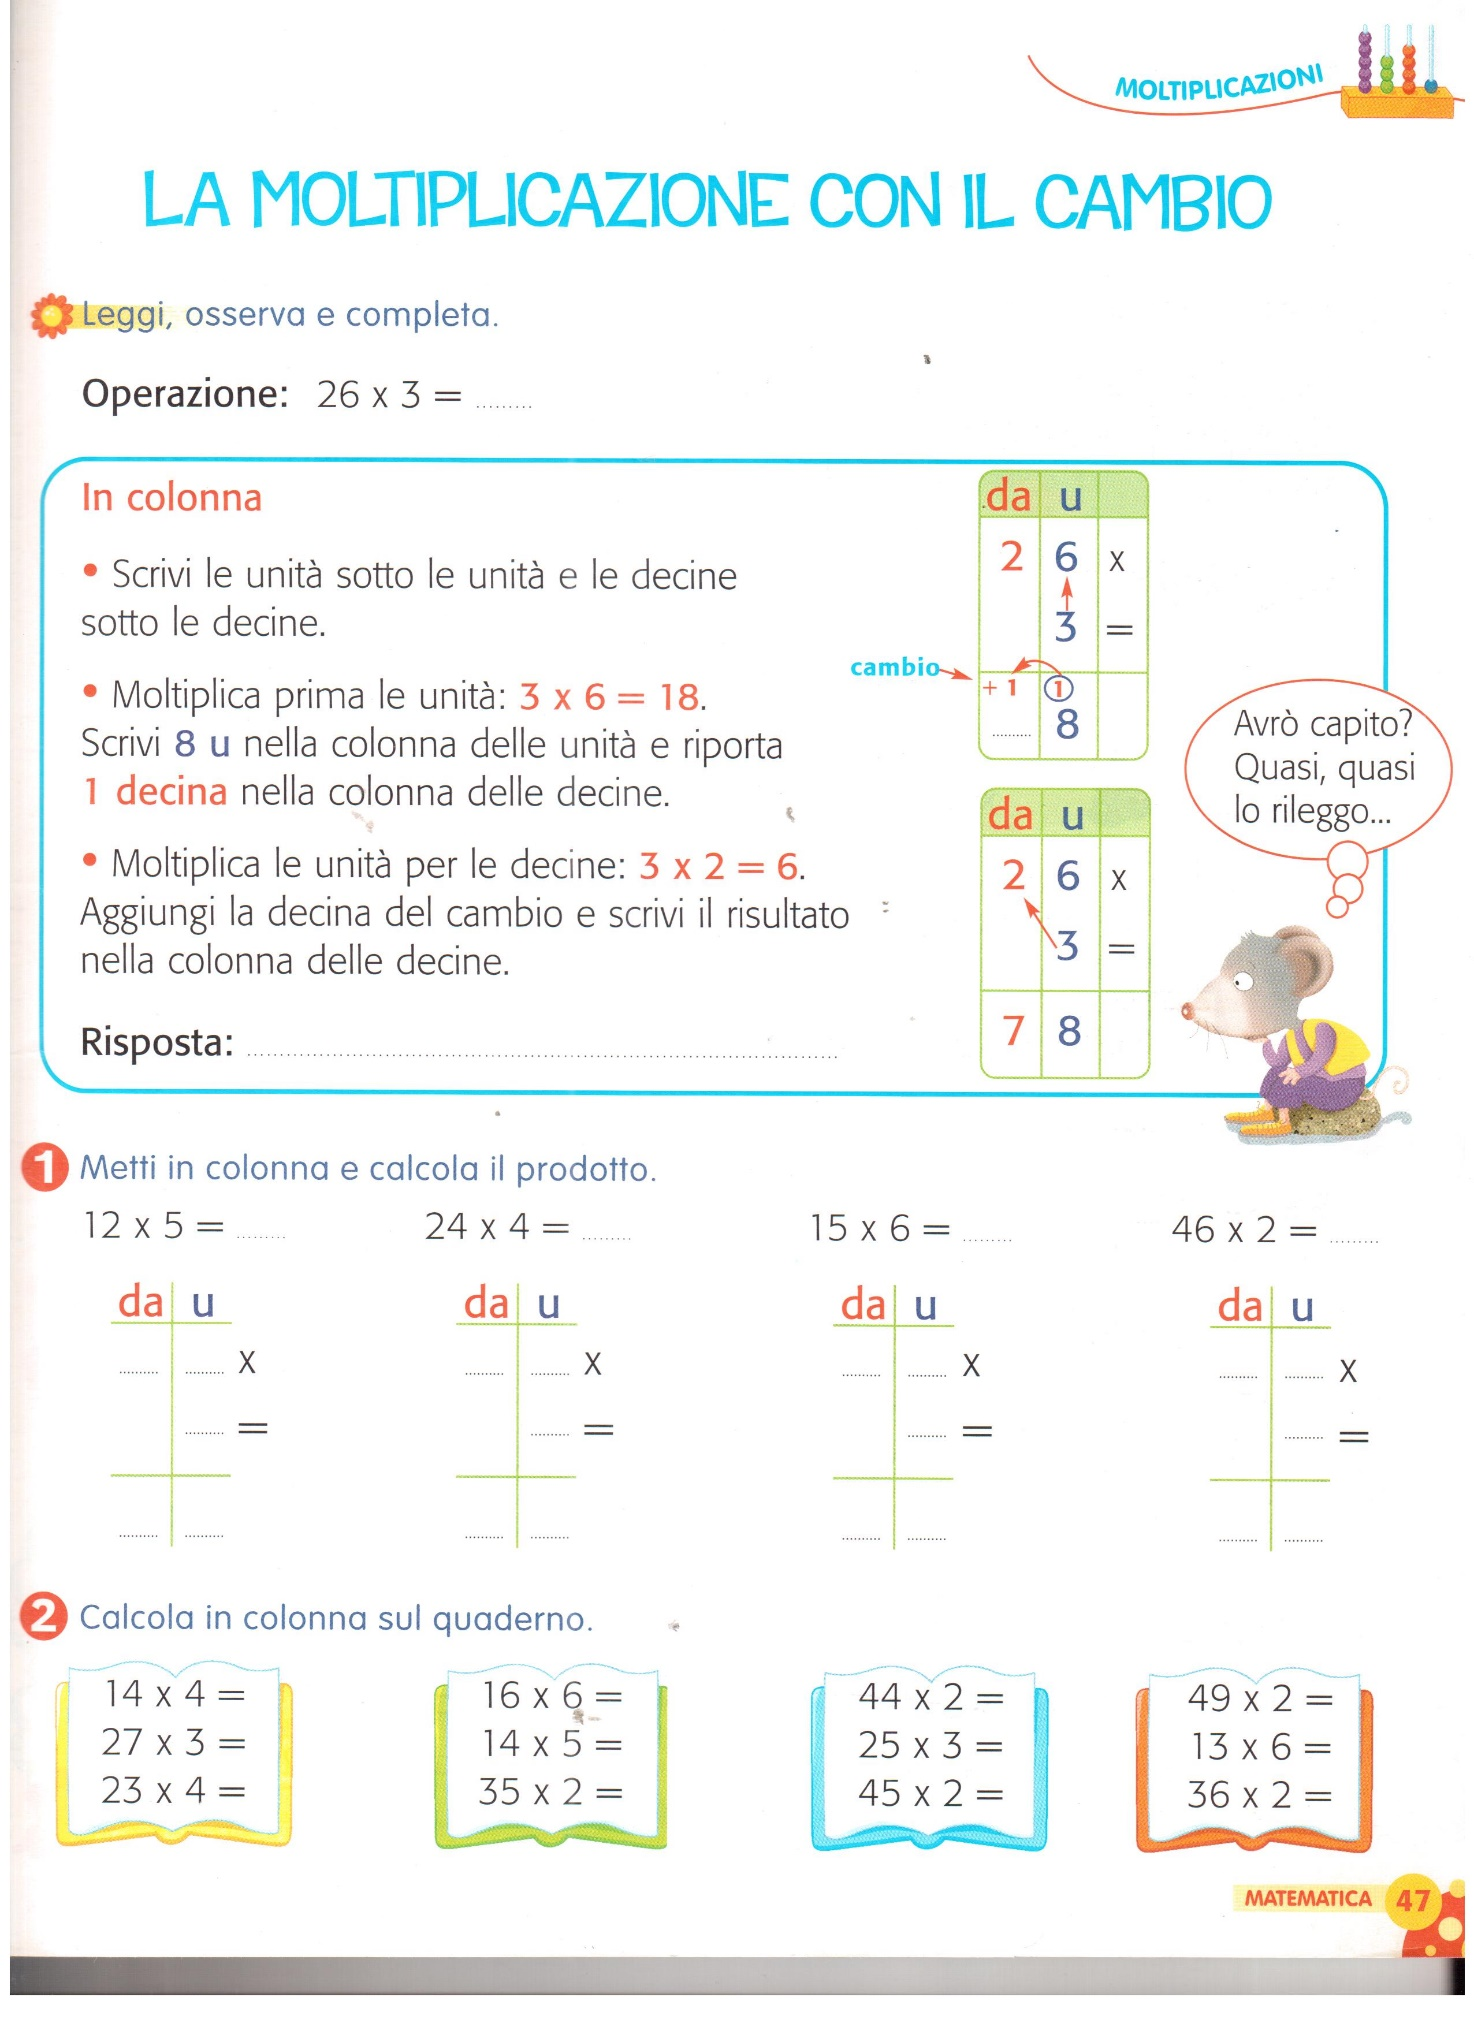 MOLTIPLICAZIONI
LA MOLTIPLICAZIONE CON IL CAMBIO
Leggi, osserva e completa.
Operazione: 26 x 3 = .........
In colonna
• Scrivi le unità sotto le unità e le decine
sotto le decine.
• Moltiplica prima le unità: 3 x 6 = 18.
Scrivi 8 u nella colonna delle unità e riporta
1 decina nella colonna delle decine.
• Moltiplica le unità per le decine: 3 x 2 = 6.
Aggiungi la decina del cambio e scrivi il risultato
nella colonna delle decine.
Risposta: ..........
da u
2 6 x
3 =
cambio
+ 1 1
......... 8
da u
2 6 x
3 =
7 8
Avrò capito?
Quasi, quasi
lo rileggo...
1 Metti in colonna e calcola il prodotto.
12 x 5 = ........ 24 x 4 = ........ 15 x 6 = ........ 46 x 2 = ........
da u da u da u da u
........ ........ x ........ ........ x ........ ........ x ........ ........ x
........ = ........ = ........ = ........ =
........ ........ ........ ........ ........ ........ ........ ........
2 Calcola in colonna sul quaderno.
14 x 4 =
27 x 3 =
23 x 4 =
16 x 6 =
14 x 5 =
35 x 2 =
44 x 2 =
25 x 3 =
45 x 2 =
49 x 2 =
13 x 6 =
36 x 2 =
MATEMATICA 47